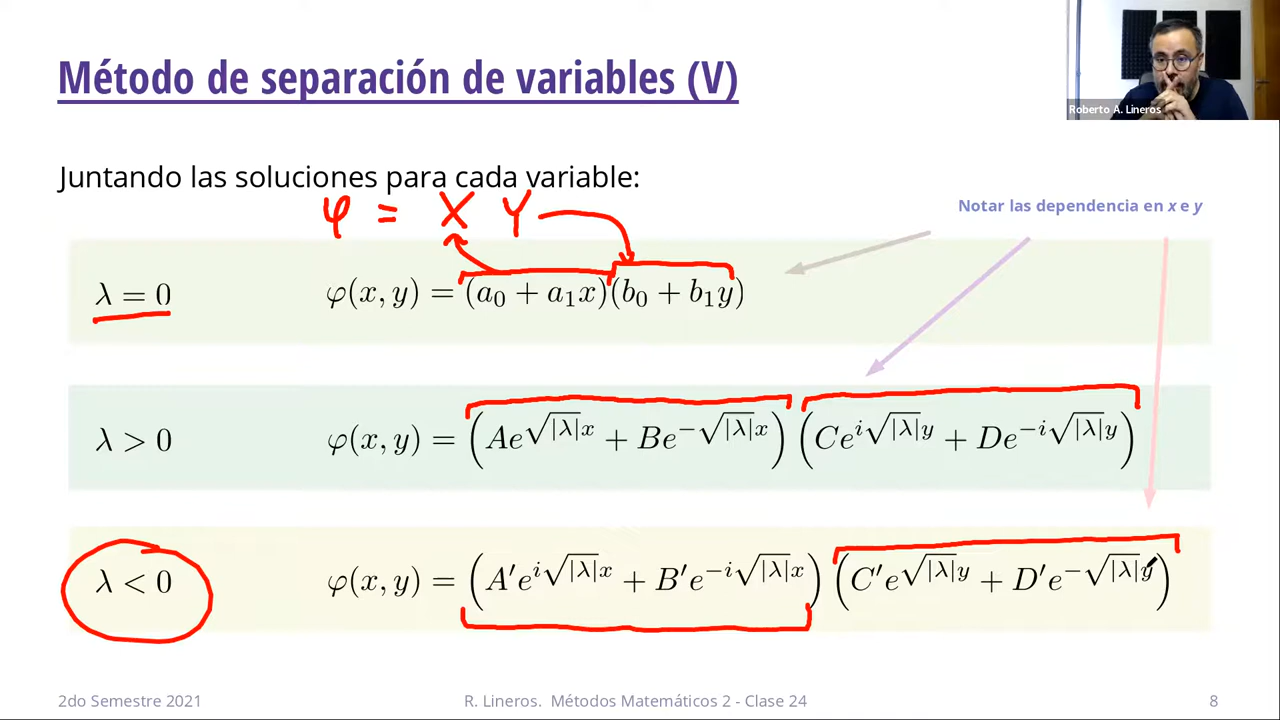 Roberto A. Lineros
Método de separación de variables (V)
Juntando las soluciones para cada variable:
φ = X Y
Notar las dependencia en x e y
λ = 0 φ(x, y) = (a₀ + a₁x)(b₀ + b₁y)
λ > 0 φ(x, y) = (Ae^{√|λ|x} + Be^{-√|λ|x}) (Ce^{i√|λ|y} + De^{-i√|λ|y})
λ < 0 φ(x, y) = (A′e^{i√|λ|x} + B′e^{-i√|λ|x}) (C′e^{√|λ|y} + D′e^{-√|λ|y})
2do Semestre 2021 R. Lineros. Métodos Matemáticos 2 - Clase 24 8